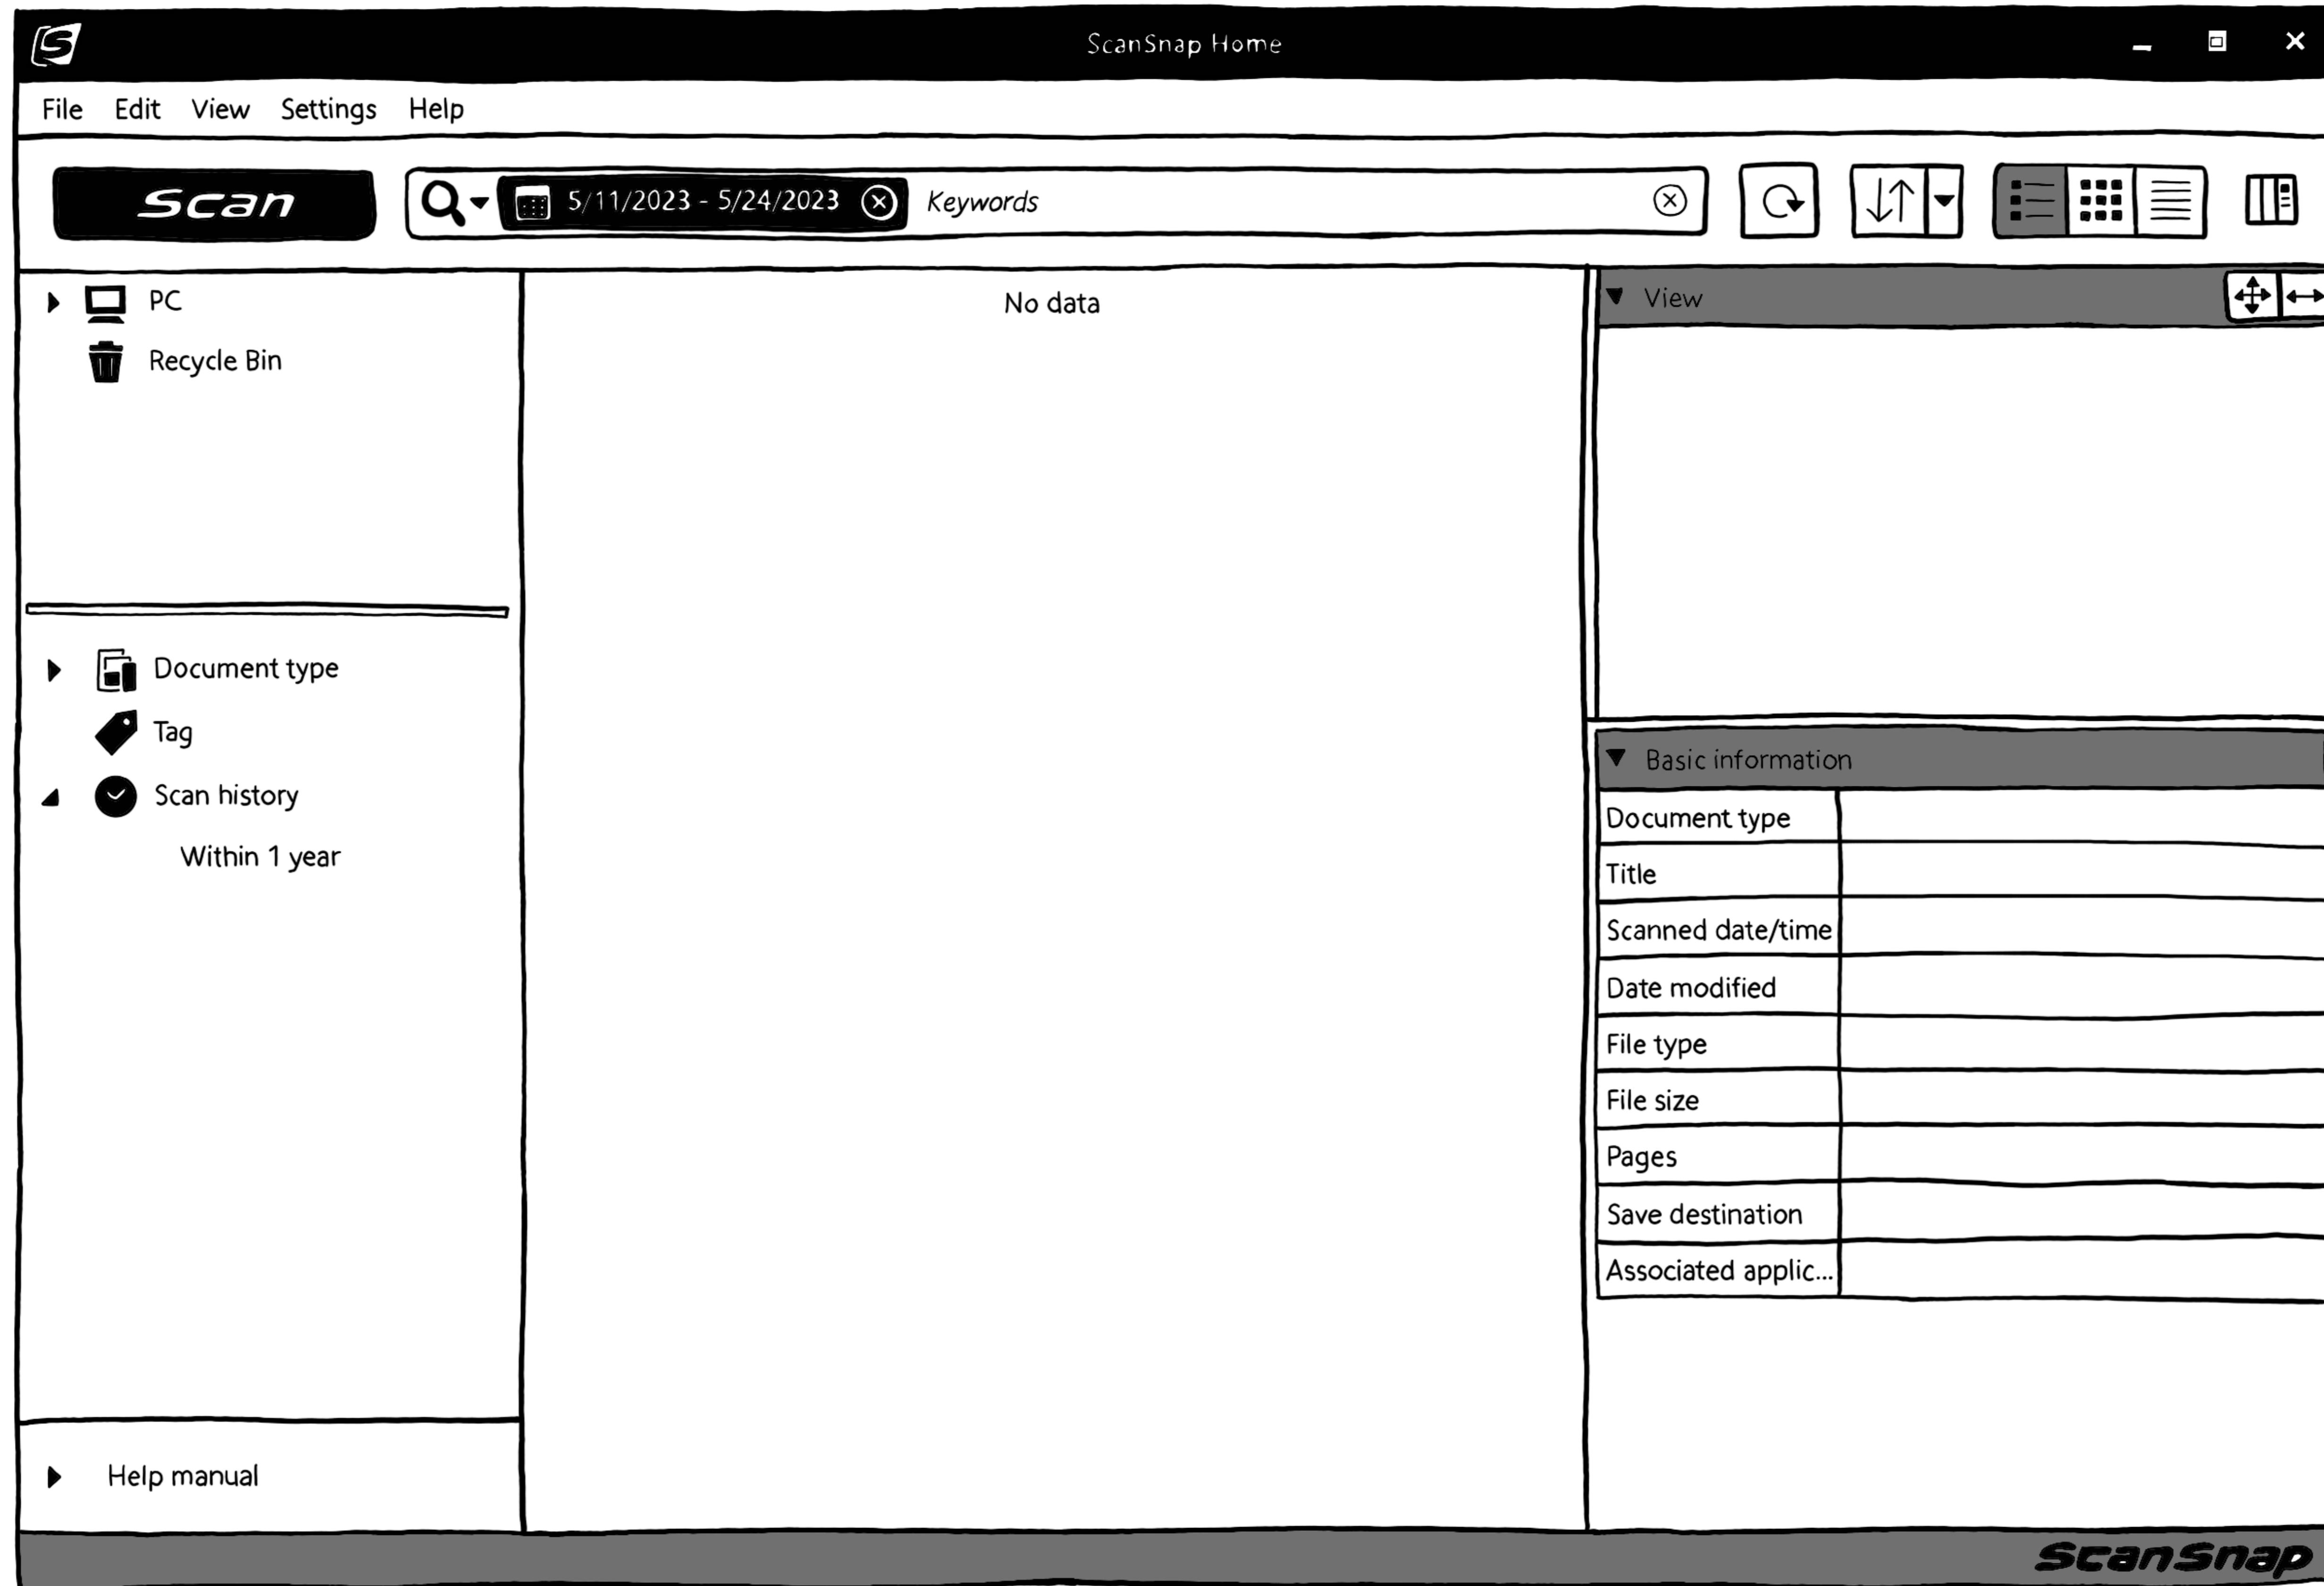 ScanSnap Home
File Edit View Settings Help
Scan
5/11/2023 - 5/24/2023 Keywords
PC
Recycle Bin
Document type
Tag
Scan history
Within 1 year
Help manual
No data
View
Basic information
Document type
Title
Scanned date/time
Date modified
File type
File size
Pages
Save destination
Associated applic...
ScanSnap